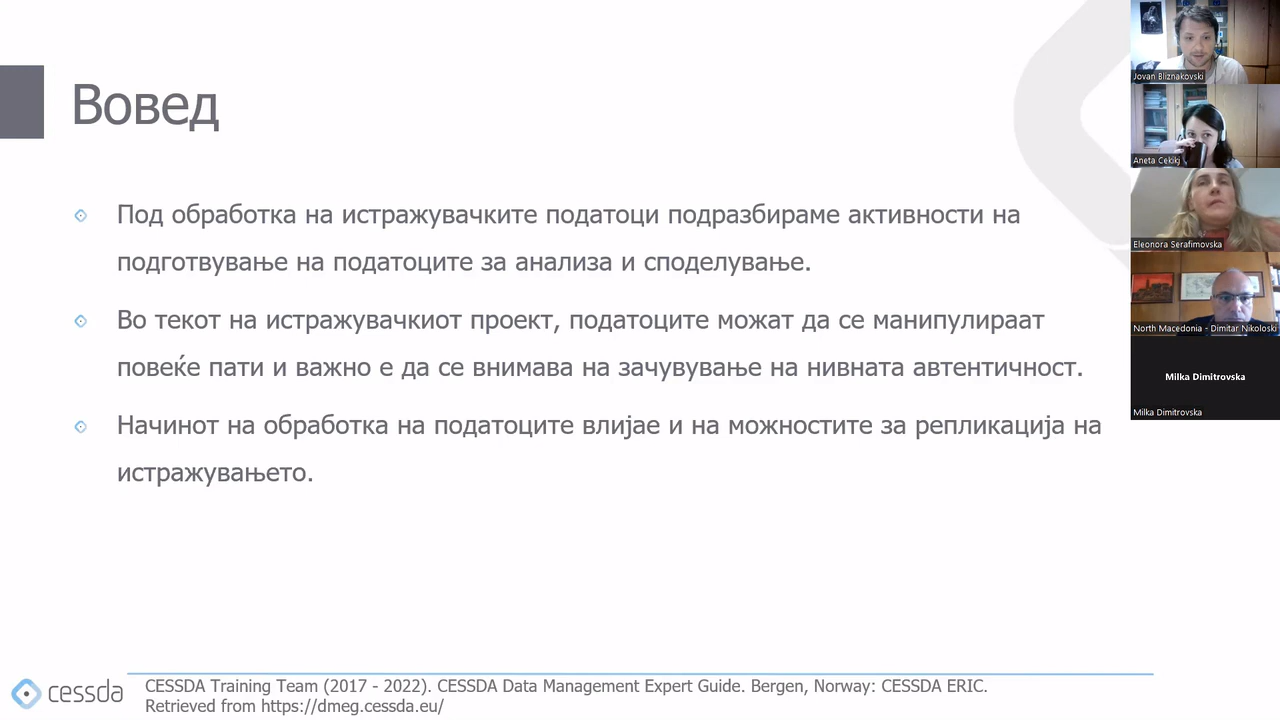 Вовед
Под обработка на истражувачките податоци подразбираме активности на
подготвување на податоците за анализа и споделување.
Во текот на истражувачкиот проект, податоците можат да се манипулираат
повеќе пати и важно е да се внимава на зачувување на нивната автентичност.
Начинот на обработка на податоците влијае и на можностите за репликација на
истражувањето.
cessda
CESSDA Training Team (2017 - 2022). CESSDA Data Management Expert Guide. Bergen, Norway: CESSDA ERIC.
Retrieved from https://dmeg.cessda.eu/
Jovan Bliznakovski
Aneta Cekikj
Eleonora Serafimovska
North Macedonia - Dimitar Nikoloski
Milka Dimitrovska
Milka Dimitrovska